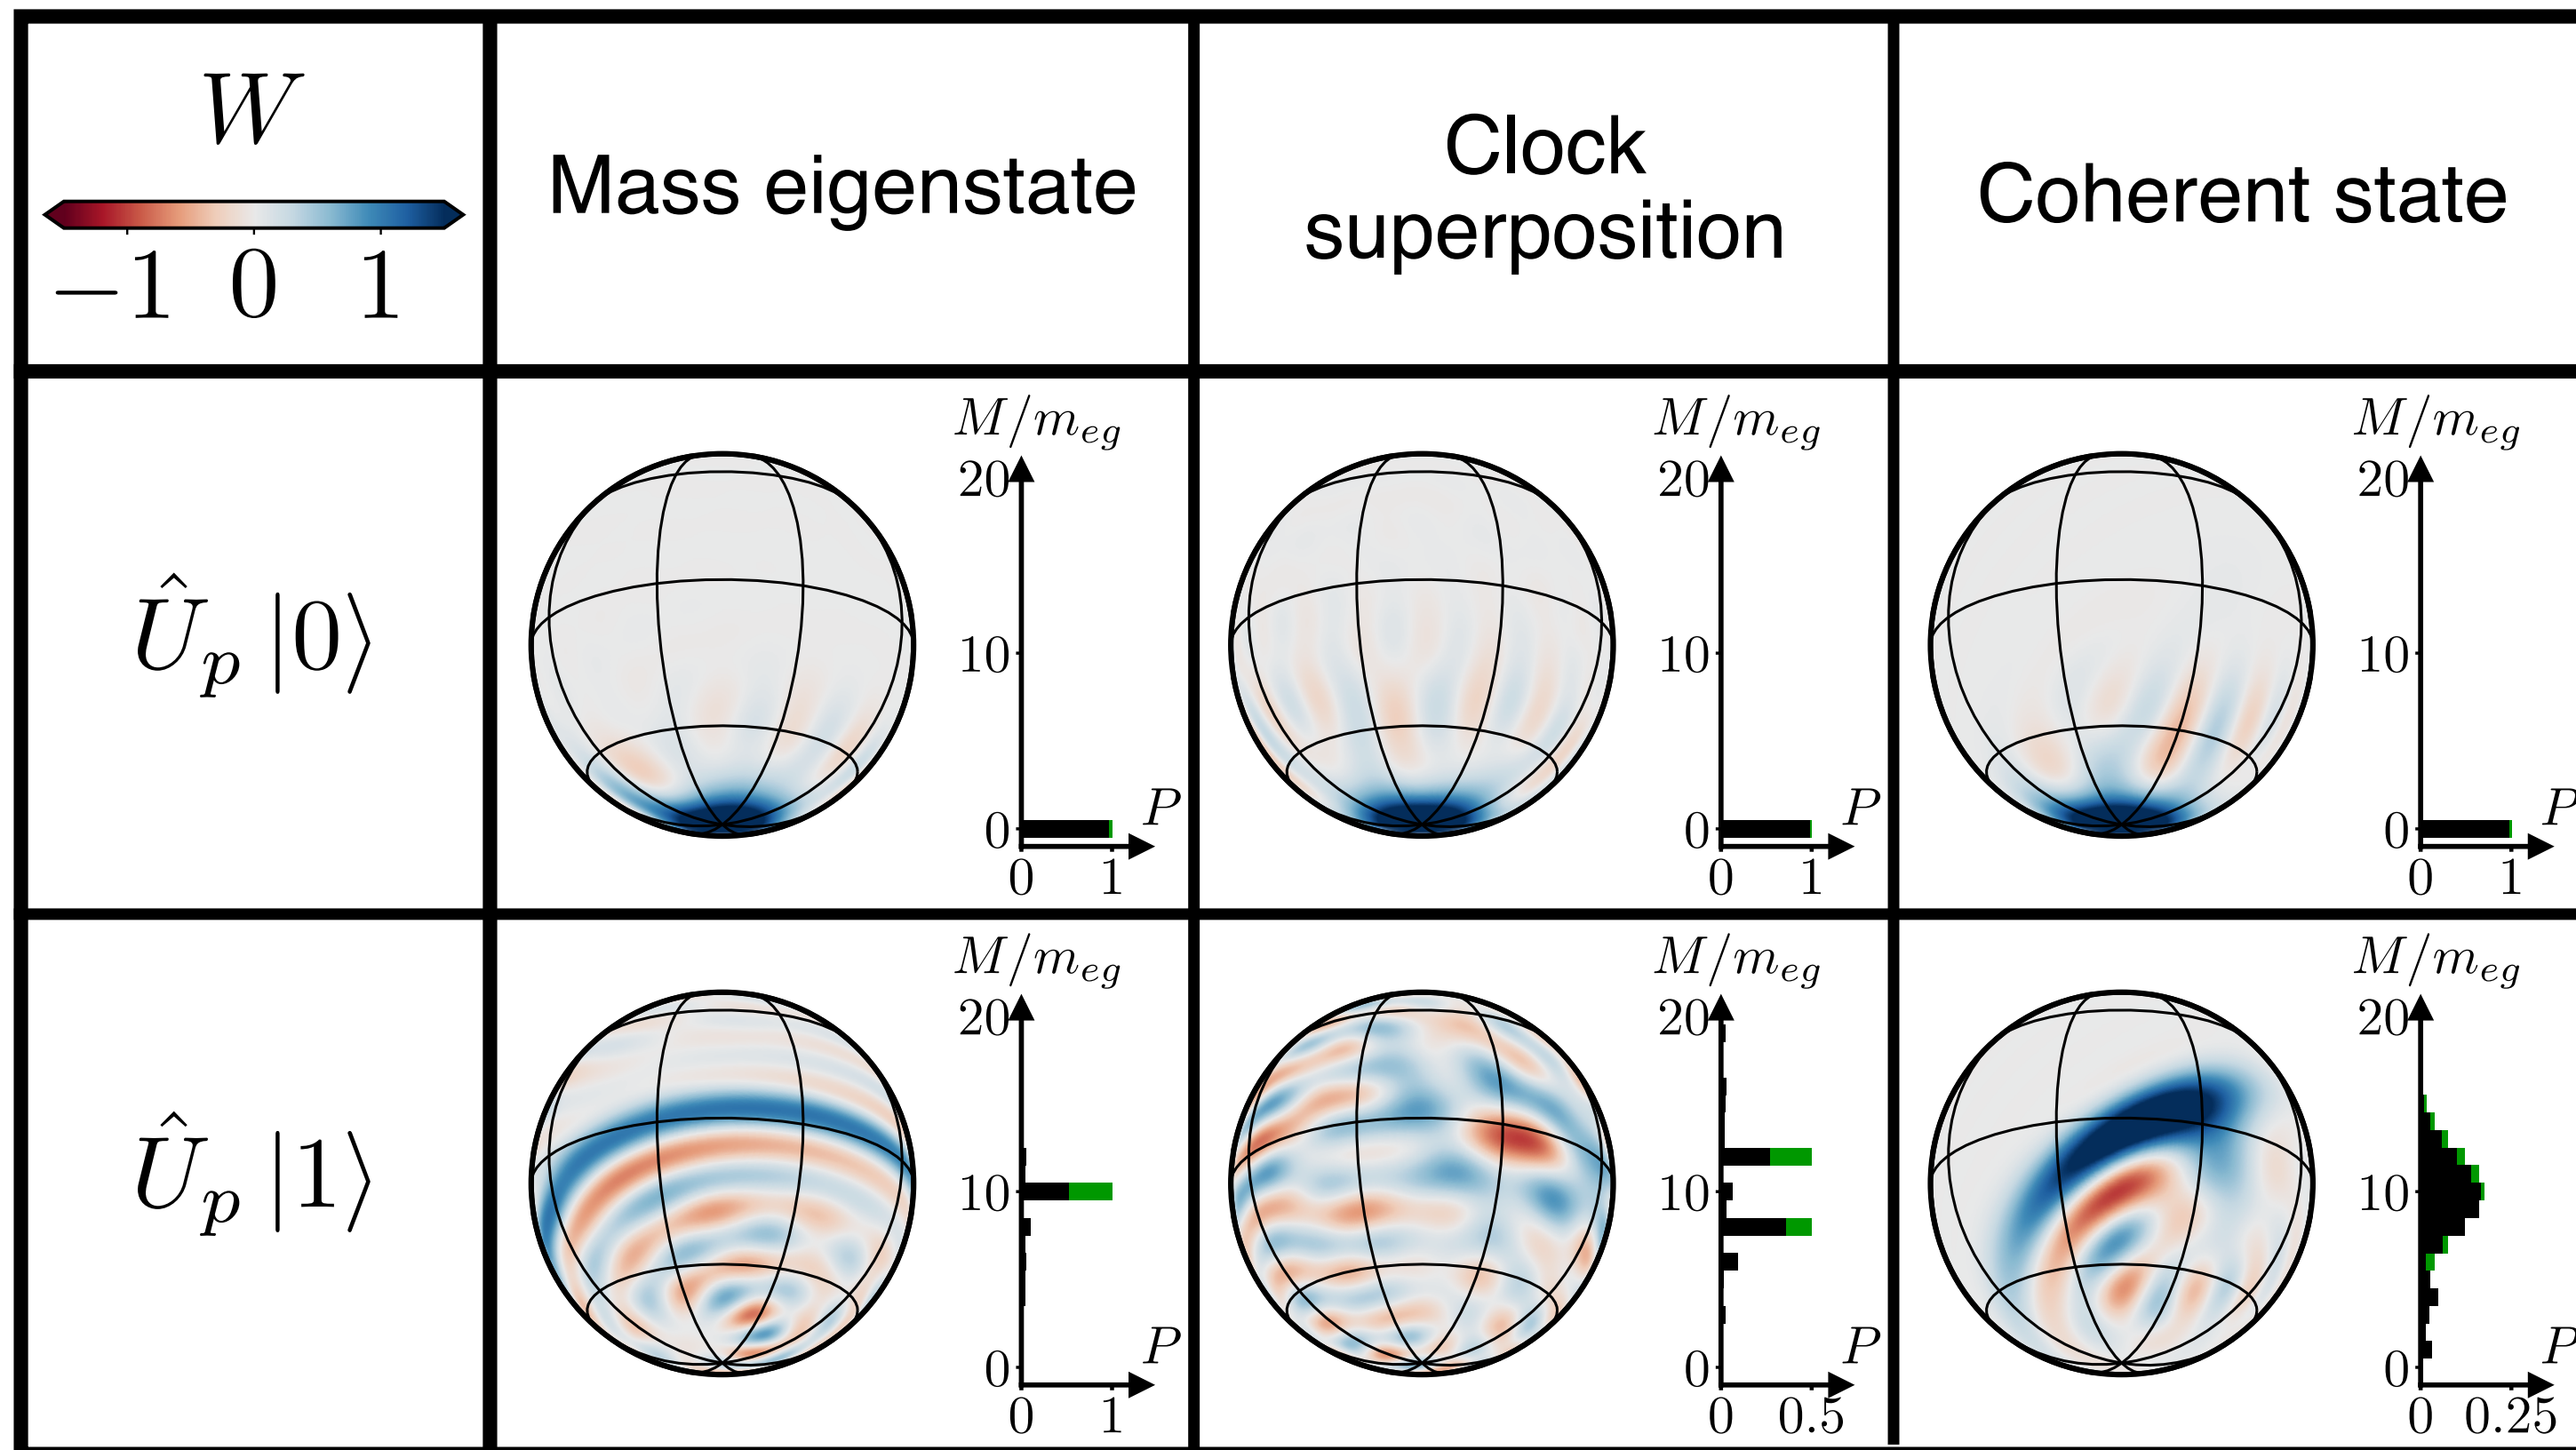 W
−1 0 1
Mass eigenstate
Clock
superposition
Coherent state
Û_p |0⟩
M/m_eg
20
10
0
P
0 1
M/m_eg
20
10
0
P
0 1
M/m_eg
20
10
0
P
0 1
Û_p |1⟩
M/m_eg
20
10
0
P
0 1
M/m_eg
20
10
0
P
0 0.5
M/m_eg
20
10
0
P
0 0.25